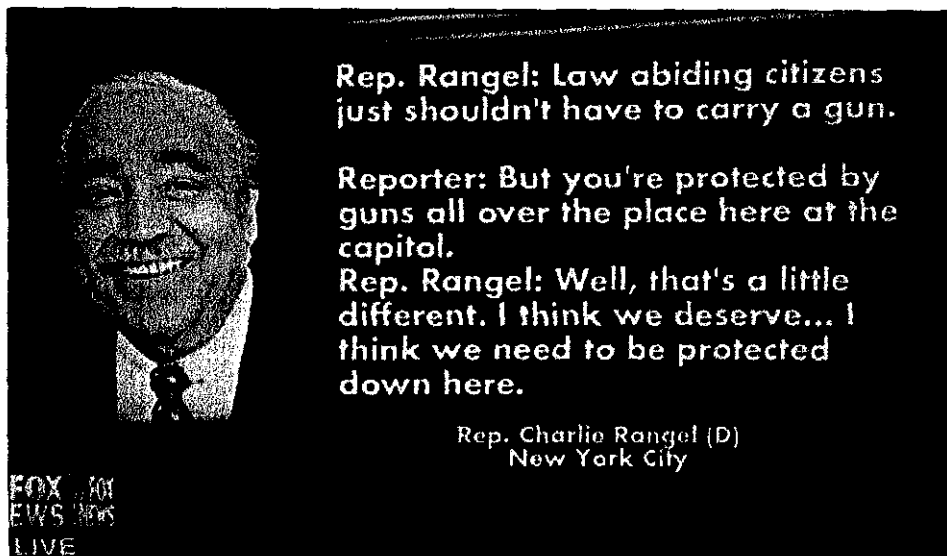 Rep. Rangel: Law abiding citizens
just shouldn't have to carry a gun.
Reporter: But you're protected by
guns all over the place here at the
capitol.
Rep. Rangel: Well, that's a little
different. I think we deserve... I
think we need to be protected
down here.
Rep. Charlie Rangel (D)
New York City
FOX
EWS
LIVE